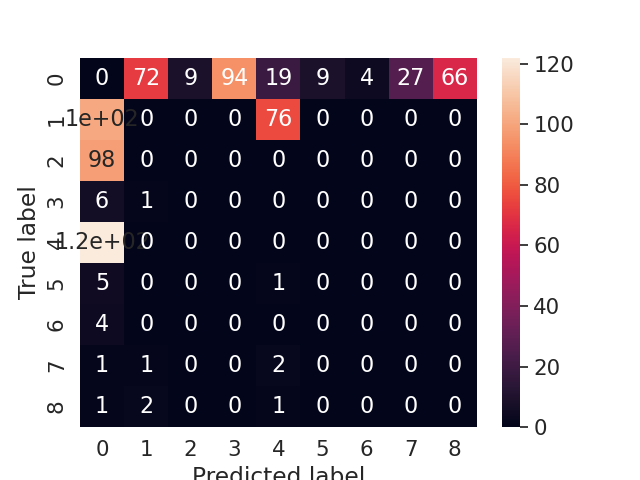 0 0 72 9 94 19 9 4 27 66
1 1e+02 0 0 0 76 0 0 0 0
2 98 0 0 0 0 0 0 0 0
3 6 1 0 0 0 0 0 0 0
4 1.2e+02 0 0 0 0 0 0 0 0
5 5 0 0 0 1 0 0 0 0
6 4 0 0 0 0 0 0 0 0
7 1 1 0 0 2 0 0 0 0
8 1 2 0 0 1 0 0 0 0
0 1 2 3 4 5 6 7 8
True label
Predicted label
120
100
80
60
40
20
0